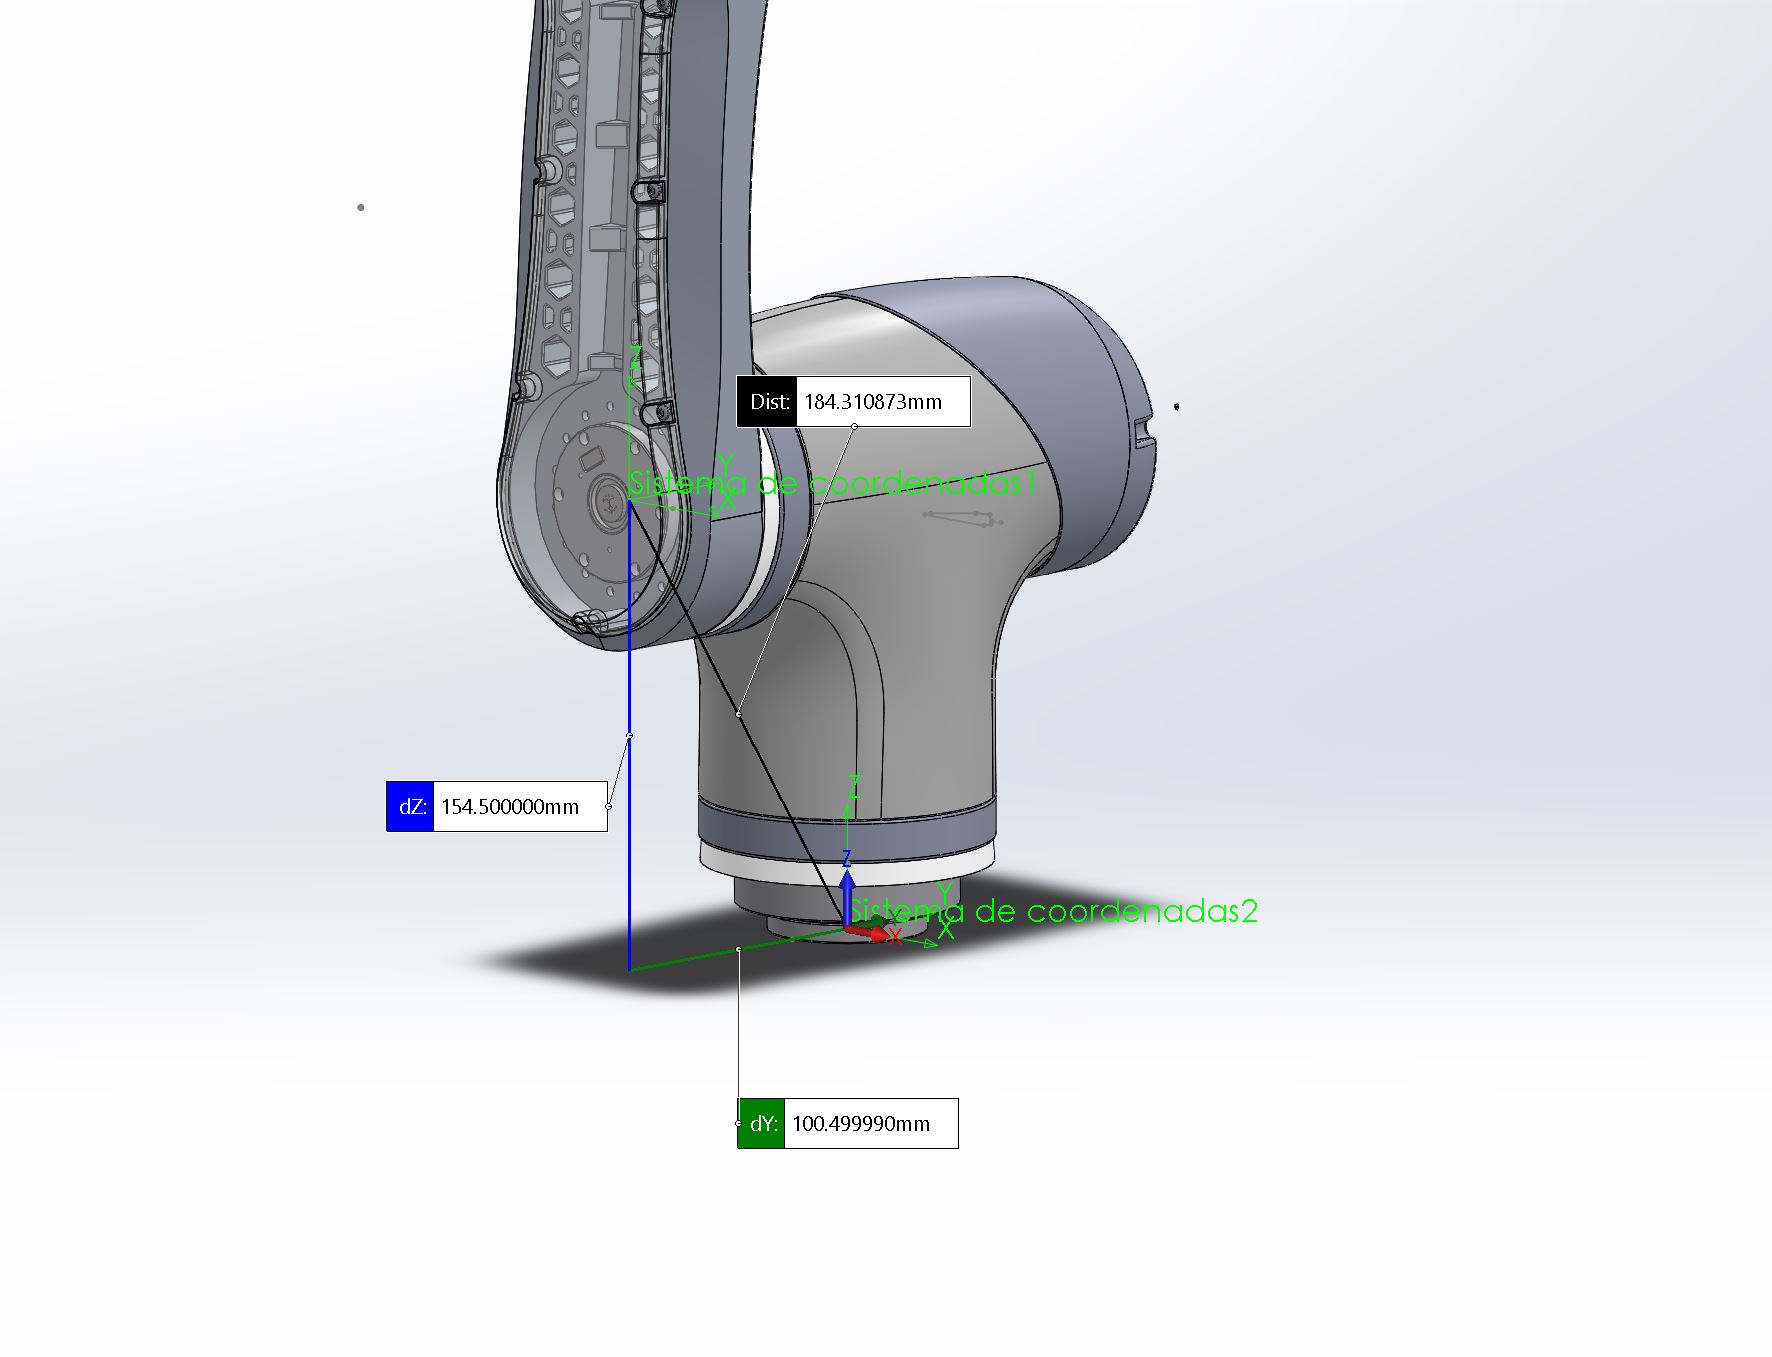 Z
Dist: 184.310873mm
Y
Sistema de coordenadas1
X
Z
dZ: 154.500000mm
Z
Y
Sistema de coordenadas2
X
X
dY: 100.499990mm